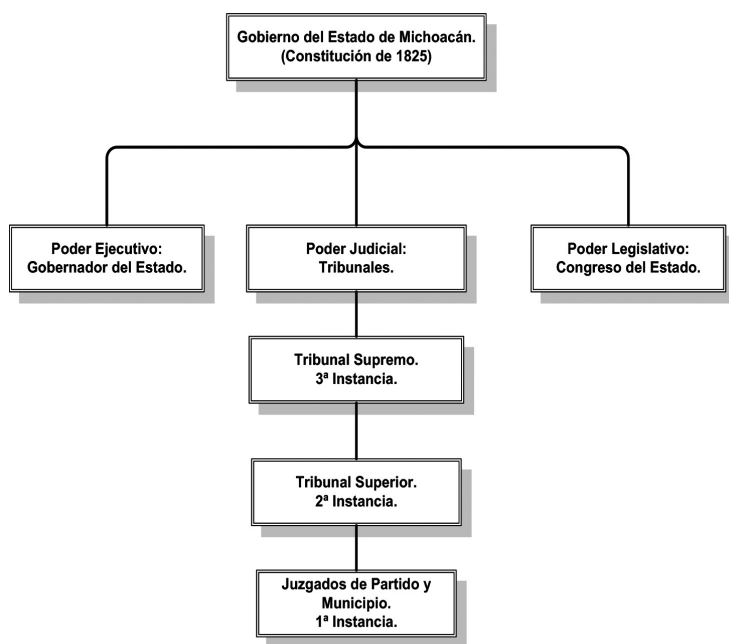 Gobierno del Estado de Michoacán.
(Constitución de 1825)
Poder Ejecutivo:
Gobernador del Estado.
Poder Judicial:
Tribunales.
Poder Legislativo:
Congreso del Estado.
Tribunal Supremo.
3ª Instancia.
Tribunal Superior.
2ª Instancia.
Juzgados de Partido y
Municipio.
1ª Instancia.